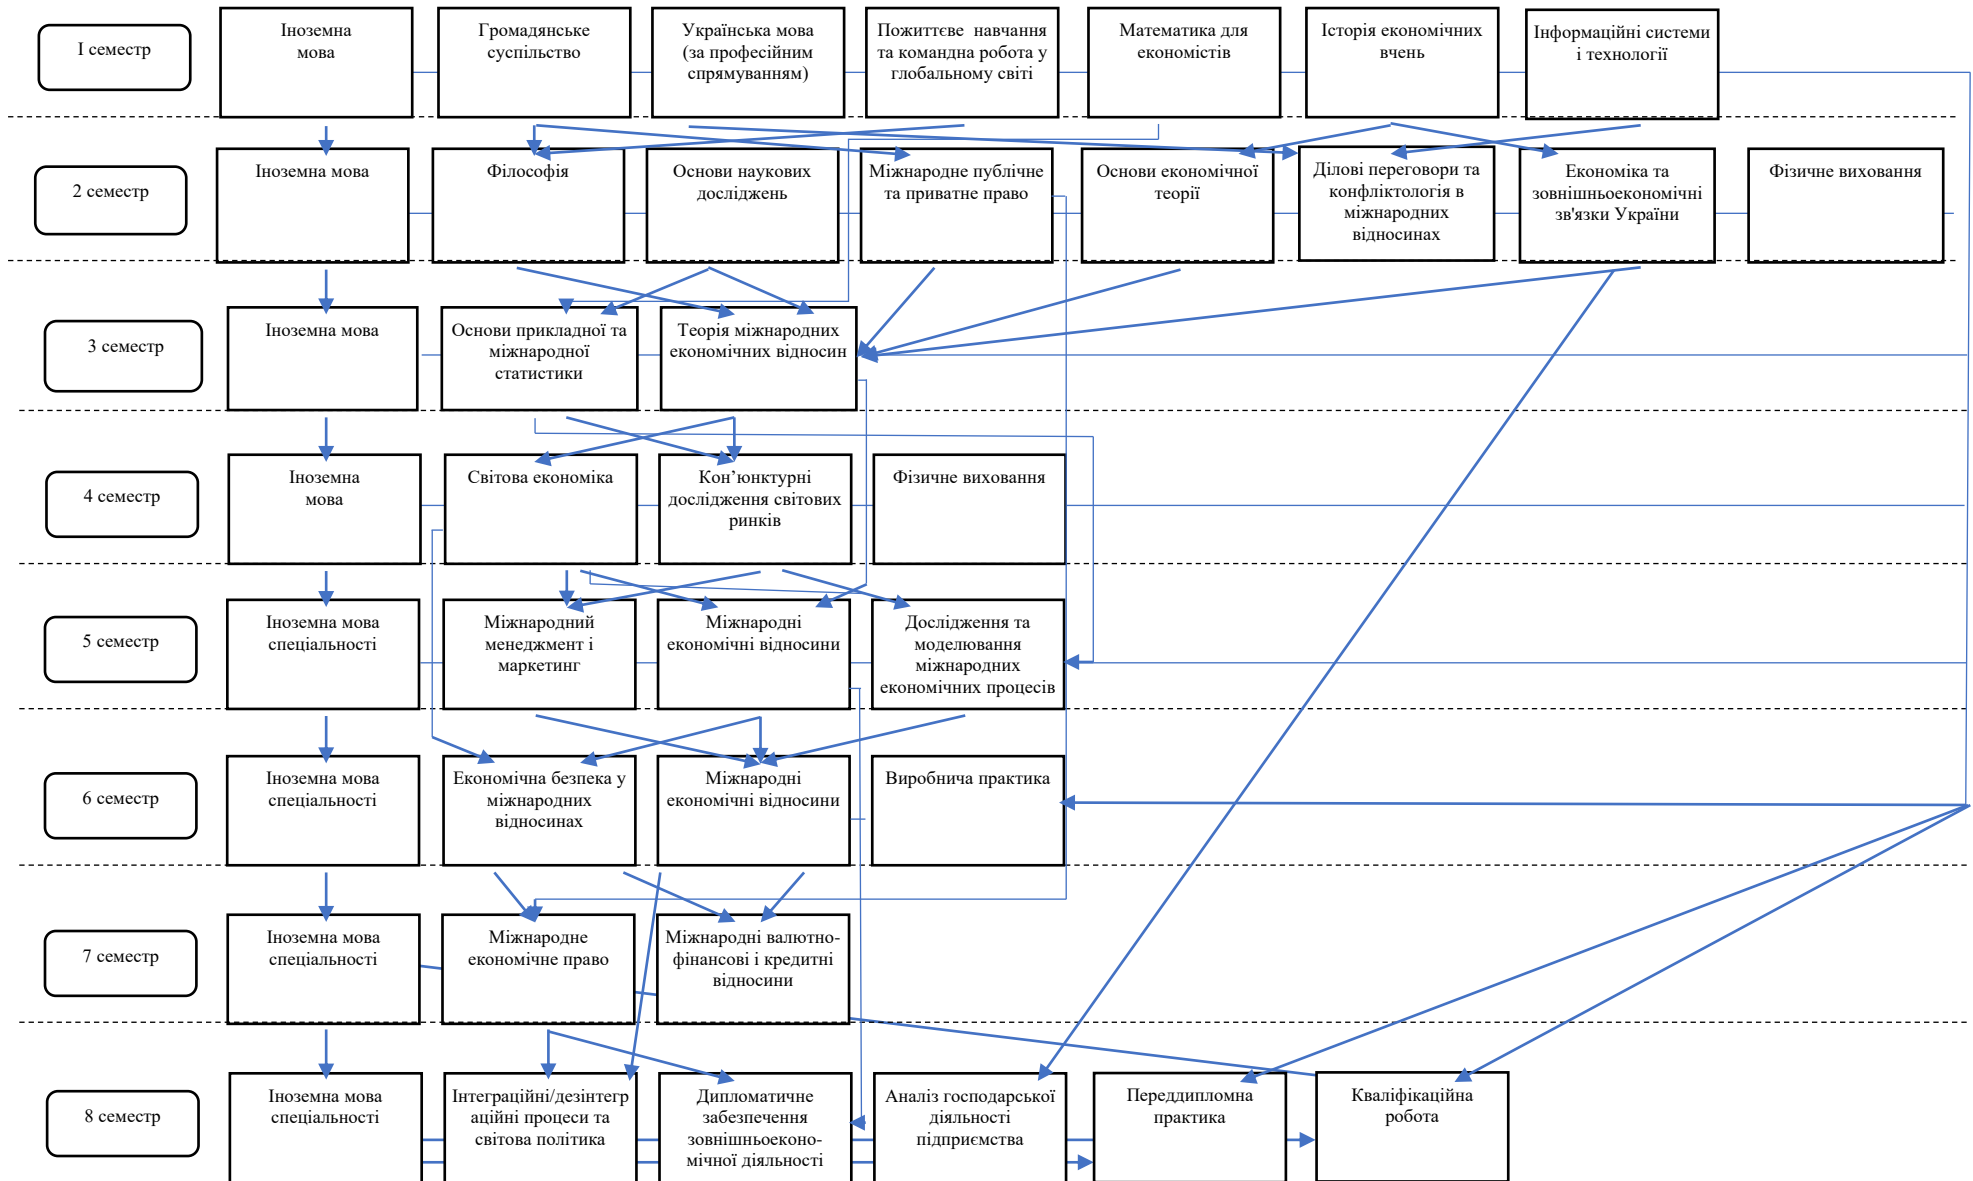 I семестр
Іноземна
мова
Громадянське
суспільство
Українська мова
(за професійним
спрямуванням)
Пожиттєве навчання
та командна робота у
глобальному світі
Математика для
економістів
Історія економічних
вчень
Інформаційні системи
і технології
2 семестр
Іноземна мова
Філософія
Основи наукових
досліджень
Міжнародне публічне
та приватне право
Основи економічної
теорії
Ділові переговори та
конфліктологія в
міжнародних
відносинах
Економіка та
зовнішньоекономічні
зв'язки України
Фізичне виховання
3 семестр
Іноземна мова
Основи прикладної та
міжнародної
статистики
Теорія міжнародних
економічних відносин
4 семестр
Іноземна
мова
Світова економіка
Кон’юнктурні
дослідження світових
ринків
Фізичне виховання
5 семестр
Іноземна мова
спеціальності
Міжнародний
менеджмент і
маркетинг
Міжнародні
економічні відносини
Дослідження та
моделювання
міжнародних
економічних процесів
6 семестр
Іноземна мова
спеціальності
Економічна безпека у
міжнародних
відносинах
Міжнародні
економічні відносини
Виробнича практика
7 семестр
Іноземна мова
спеціальності
Міжнародне
економічне право
Міжнародні валютно-
фінансові і кредитні
відносини
8 семестр
Іноземна мова
спеціальності
Інтеграційні/дезінтегр
аційні процеси та
світова політика
Дипломатичне
забезпечення
зовнішньоеконо-
мічної діяльності
Аналіз господарської
діяльності
підприємства
Переддипломна
практика
Кваліфікаційна
робота